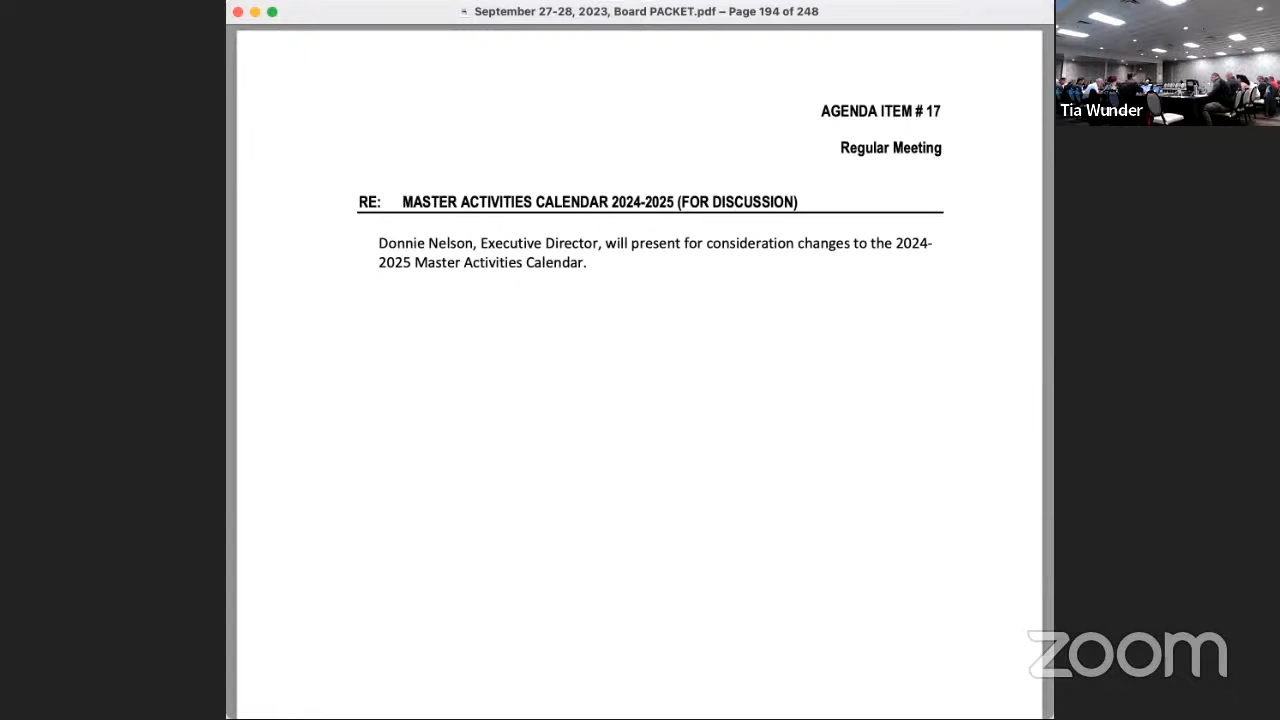 September 27-28, 2023, Board PACKET.pdf – Page 194 of 248
AGENDA ITEM # 17
Regular Meeting
RE: MASTER ACTIVITIES CALENDAR 2024-2025 (FOR DISCUSSION)
Donnie Nelson, Executive Director, will present for consideration changes to the 2024-
2025 Master Activities Calendar.
Tia Wunder
zoom